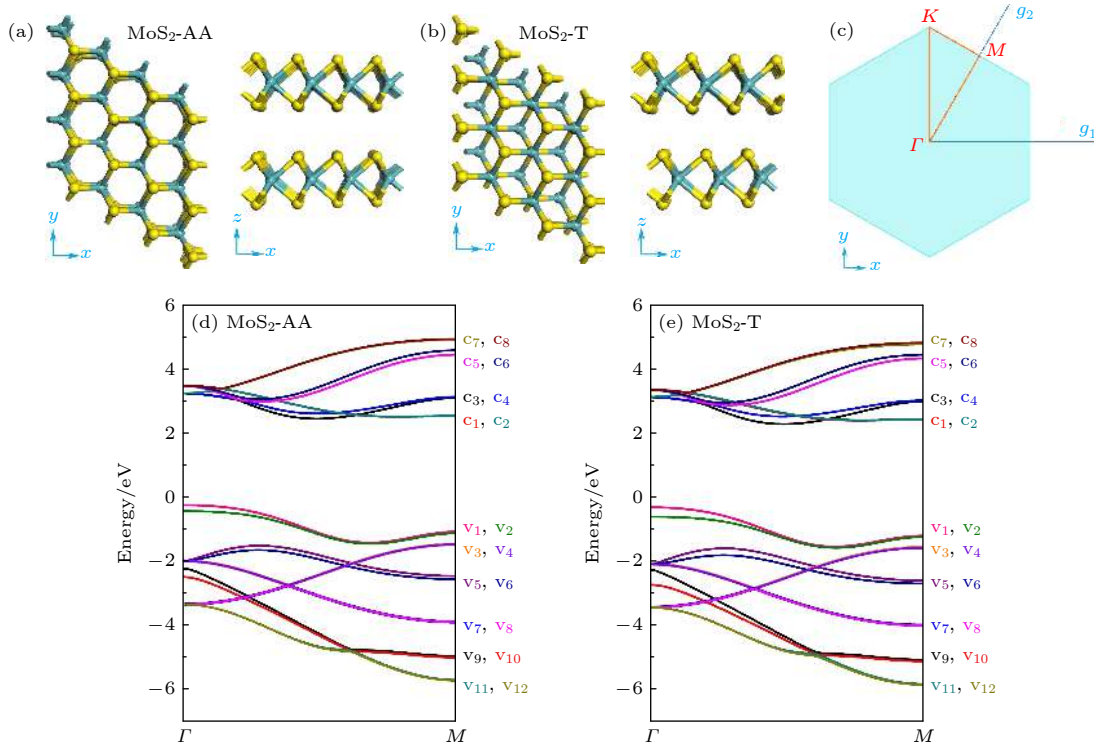 (a) MoS₂-AA
y
x
z
x
(b) MoS₂-T
y
x
z
x
(c)
K
g₂
M
Γ
g₁
y
x
(d) MoS₂-AA
Energy/eV
6
4
2
0
−2
−4
−6
Γ
M
c₇, c₈
c₅, c₆
c₃, c₄
c₁, c₂
v₁, v₂
v₃, v₄
v₅, v₆
v₇, v₈
v₉, v₁₀
v₁₁, v₁₂
(e) MoS₂-T
Energy/eV
6
4
2
0
−2
−4
−6
Γ
M
c₇, c₈
c₅, c₆
c₃, c₄
c₁, c₂
v₁, v₂
v₃, v₄
v₅, v₆
v₇, v₈
v₉, v₁₀
v₁₁, v₁₂